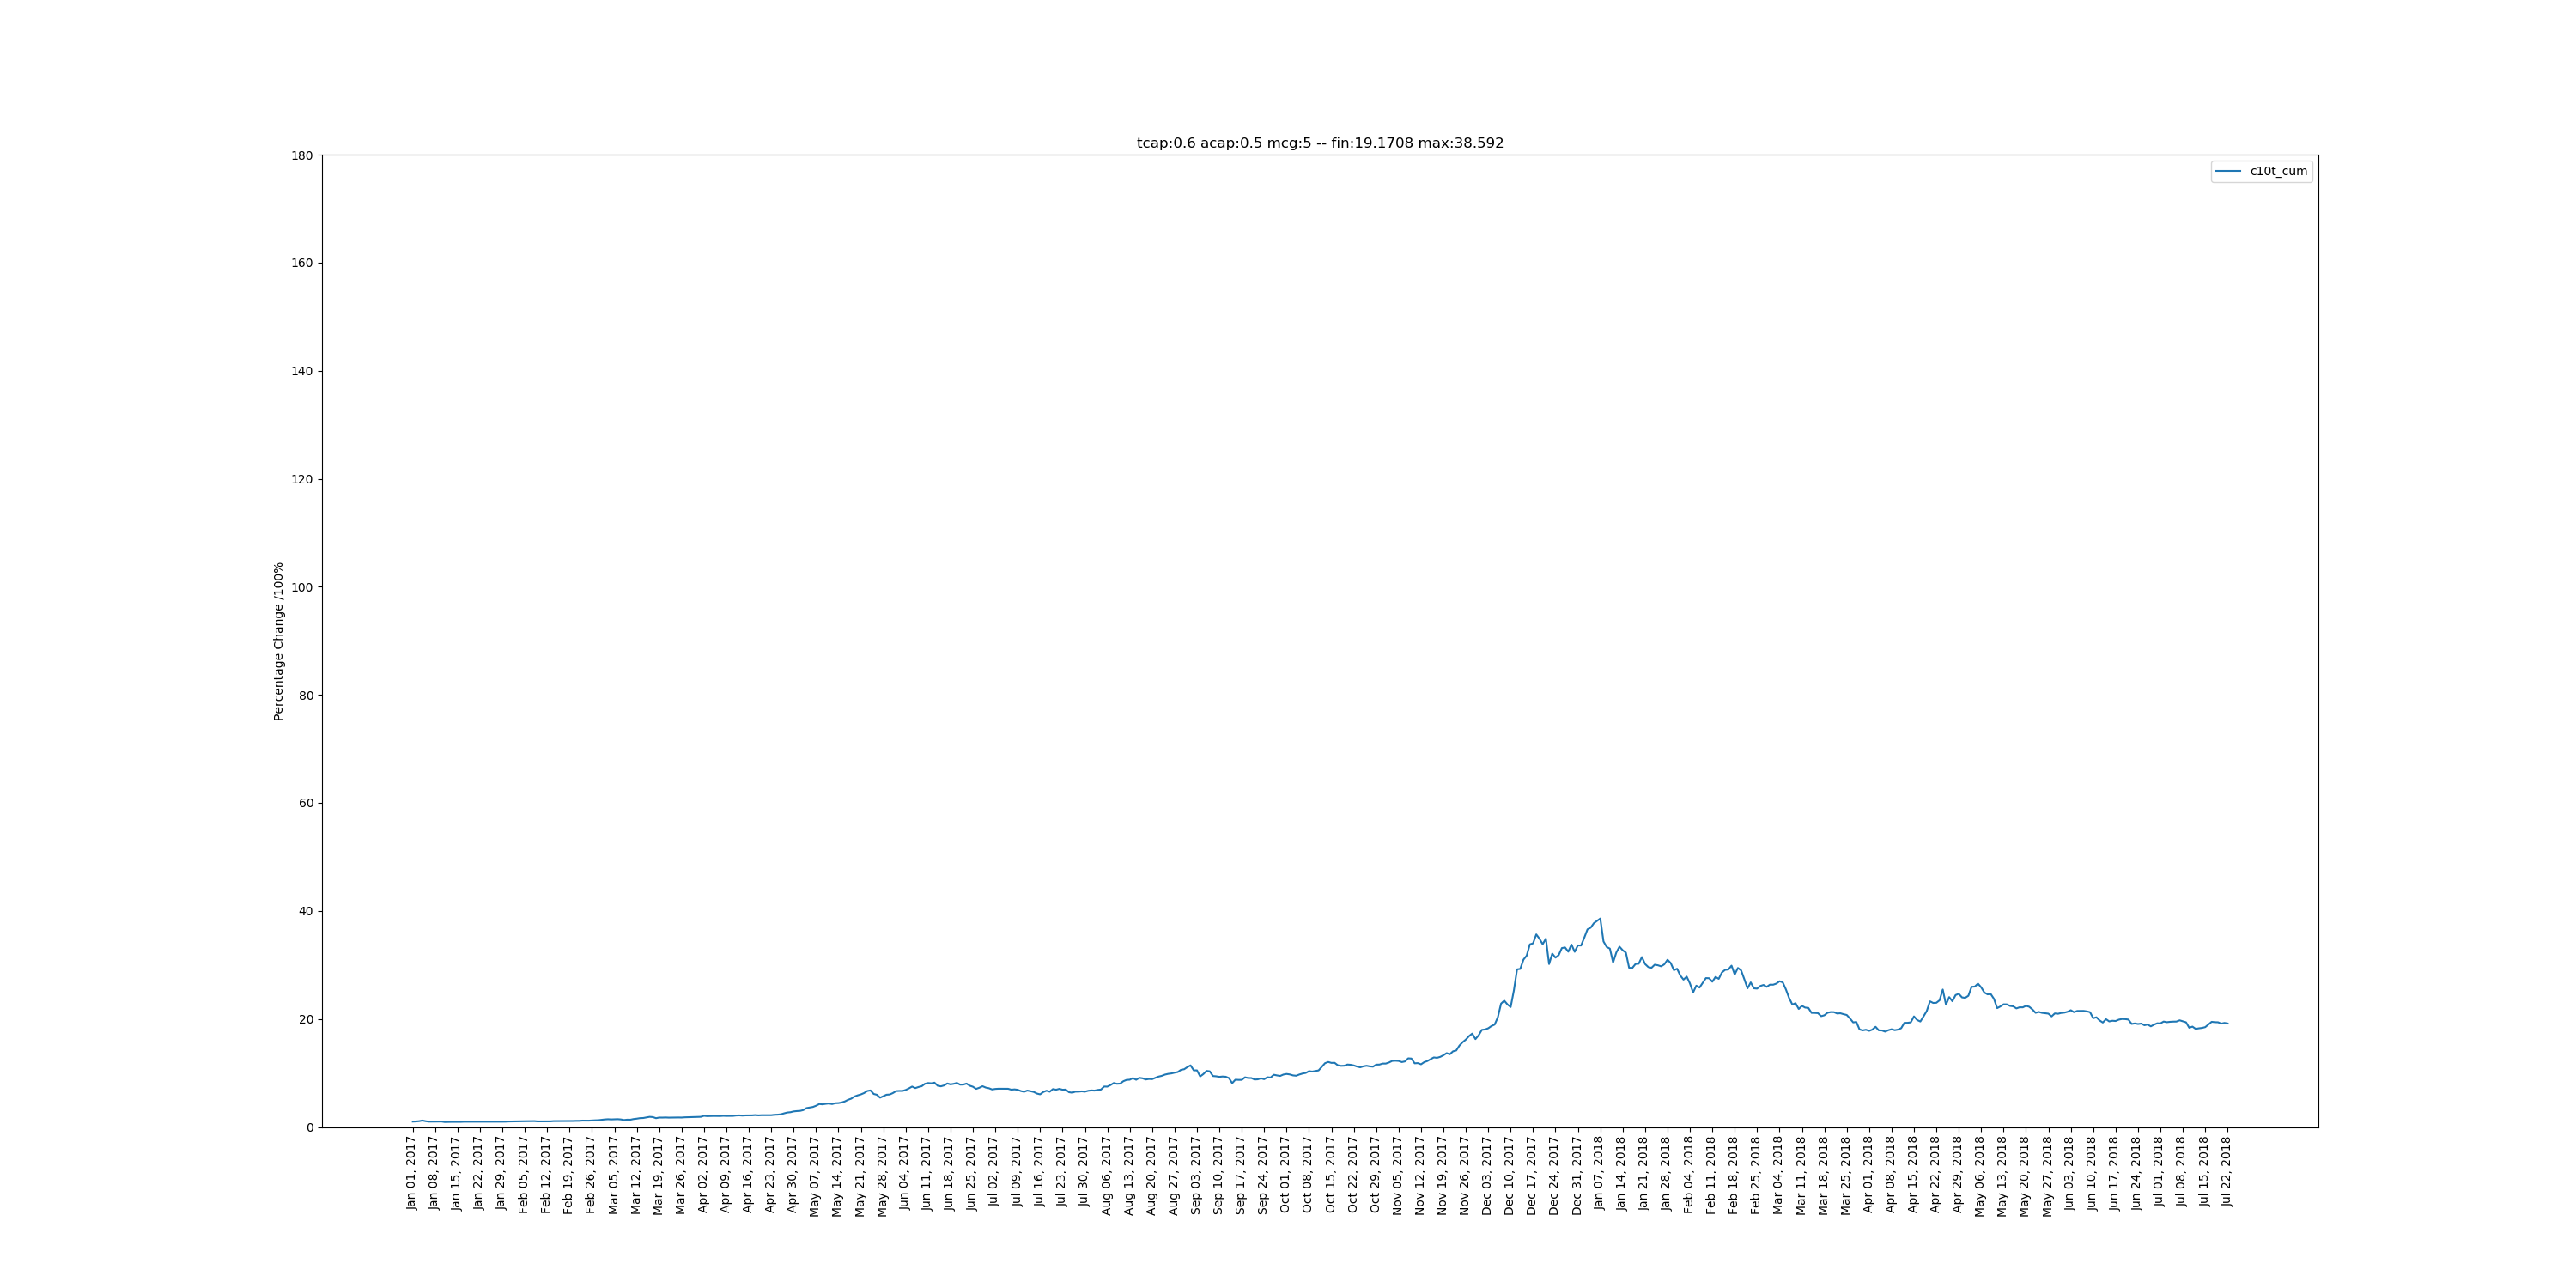 tcap:0.6 acap:0.5 mcg:5 -- fin:19.1708 max:38.592
c10t_cum
Percentage Change /100%
180
160
140
120
100
80
60
40
20
0
Jan 01, 2017
Jan 08, 2017
Jan 15, 2017
Jan 22, 2017
Jan 29, 2017
Feb 05, 2017
Feb 12, 2017
Feb 19, 2017
Feb 26, 2017
Mar 05, 2017
Mar 12, 2017
Mar 19, 2017
Mar 26, 2017
Apr 02, 2017
Apr 09, 2017
Apr 16, 2017
Apr 23, 2017
Apr 30, 2017
May 07, 2017
May 14, 2017
May 21, 2017
May 28, 2017
Jun 04, 2017
Jun 11, 2017
Jun 18, 2017
Jun 25, 2017
Jul 02, 2017
Jul 09, 2017
Jul 16, 2017
Jul 23, 2017
Jul 30, 2017
Aug 06, 2017
Aug 13, 2017
Aug 20, 2017
Aug 27, 2017
Sep 03, 2017
Sep 10, 2017
Sep 17, 2017
Sep 24, 2017
Oct 01, 2017
Oct 08, 2017
Oct 15, 2017
Oct 22, 2017
Oct 29, 2017
Nov 05, 2017
Nov 12, 2017
Nov 19, 2017
Nov 26, 2017
Dec 03, 2017
Dec 10, 2017
Dec 17, 2017
Dec 24, 2017
Dec 31, 2017
Jan 07, 2018
Jan 14, 2018
Jan 21, 2018
Jan 28, 2018
Feb 04, 2018
Feb 11, 2018
Feb 18, 2018
Feb 25, 2018
Mar 04, 2018
Mar 11, 2018
Mar 18, 2018
Mar 25, 2018
Apr 01, 2018
Apr 08, 2018
Apr 15, 2018
Apr 22, 2018
Apr 29, 2018
May 06, 2018
May 13, 2018
May 20, 2018
May 27, 2018
Jun 03, 2018
Jun 10, 2018
Jun 17, 2018
Jun 24, 2018
Jul 01, 2018
Jul 08, 2018
Jul 15, 2018
Jul 22, 2018